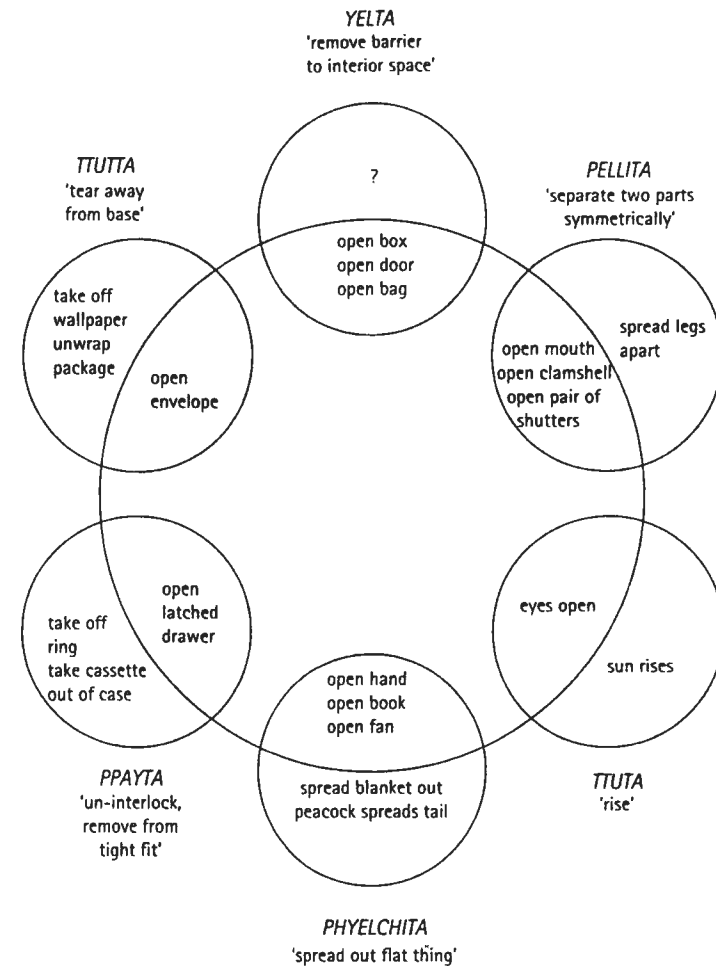 YELTA
'remove barrier
to interior space'
?
open box
open door
open bag
TTUTTA
'tear away
from base'
take off
wallpaper
unwrap
package
open
envelope
PELLITA
'separate two parts
symmetrically'
spread legs
apart
open mouth
open clamshell
open pair of
shutters
open
latched
drawer
take off
ring
take cassette
out of case
PPAYTA
'un-interlock,
remove from
tight fit'
eyes open
sun rises
TTUTA
'rise'
open hand
open book
open fan
spread blanket out
peacock spreads tail
PHYELCHITA
'spread out flat thing'